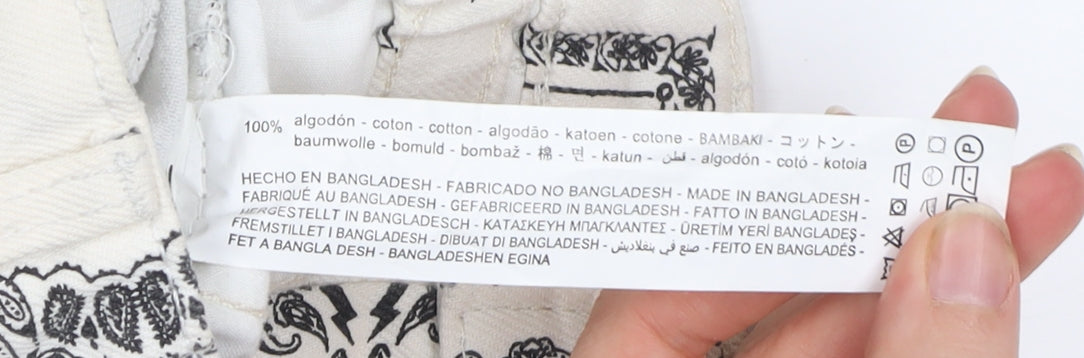 100% algodón - coton - cotton - algodão - katoen - cotone - BAMBAKI - コットン -
baumwolle - bomuld - bombaž - 棉 - 면 - katun - قطن - algodón - cotó - kotoia
HECHO EN BANGLADESH - FABRICADO NO BANGLADESH - MADE IN BANGLADESH -
FABRIQUÉ AU BANGLADESH - GEFABRICEERD IN BANGLADESH - FATTO IN BANGLADESH -
HERGESTELLT IN BANGLADESCH - ΚΑΤΑΣΚΕΥΗ ΜΠΑΓΚΛΑΝΤΕΣ - ÜRETİM YERİ BANGLADEŞ -
FREMSTILLET I BANGLADESH - DIBUAT DI BANGLADESH - صنع في بنغلاديش - FEITO EN BANGLADÉS -
FET A BANGLA DESH - BANGLADESHEN EGINA
P
P